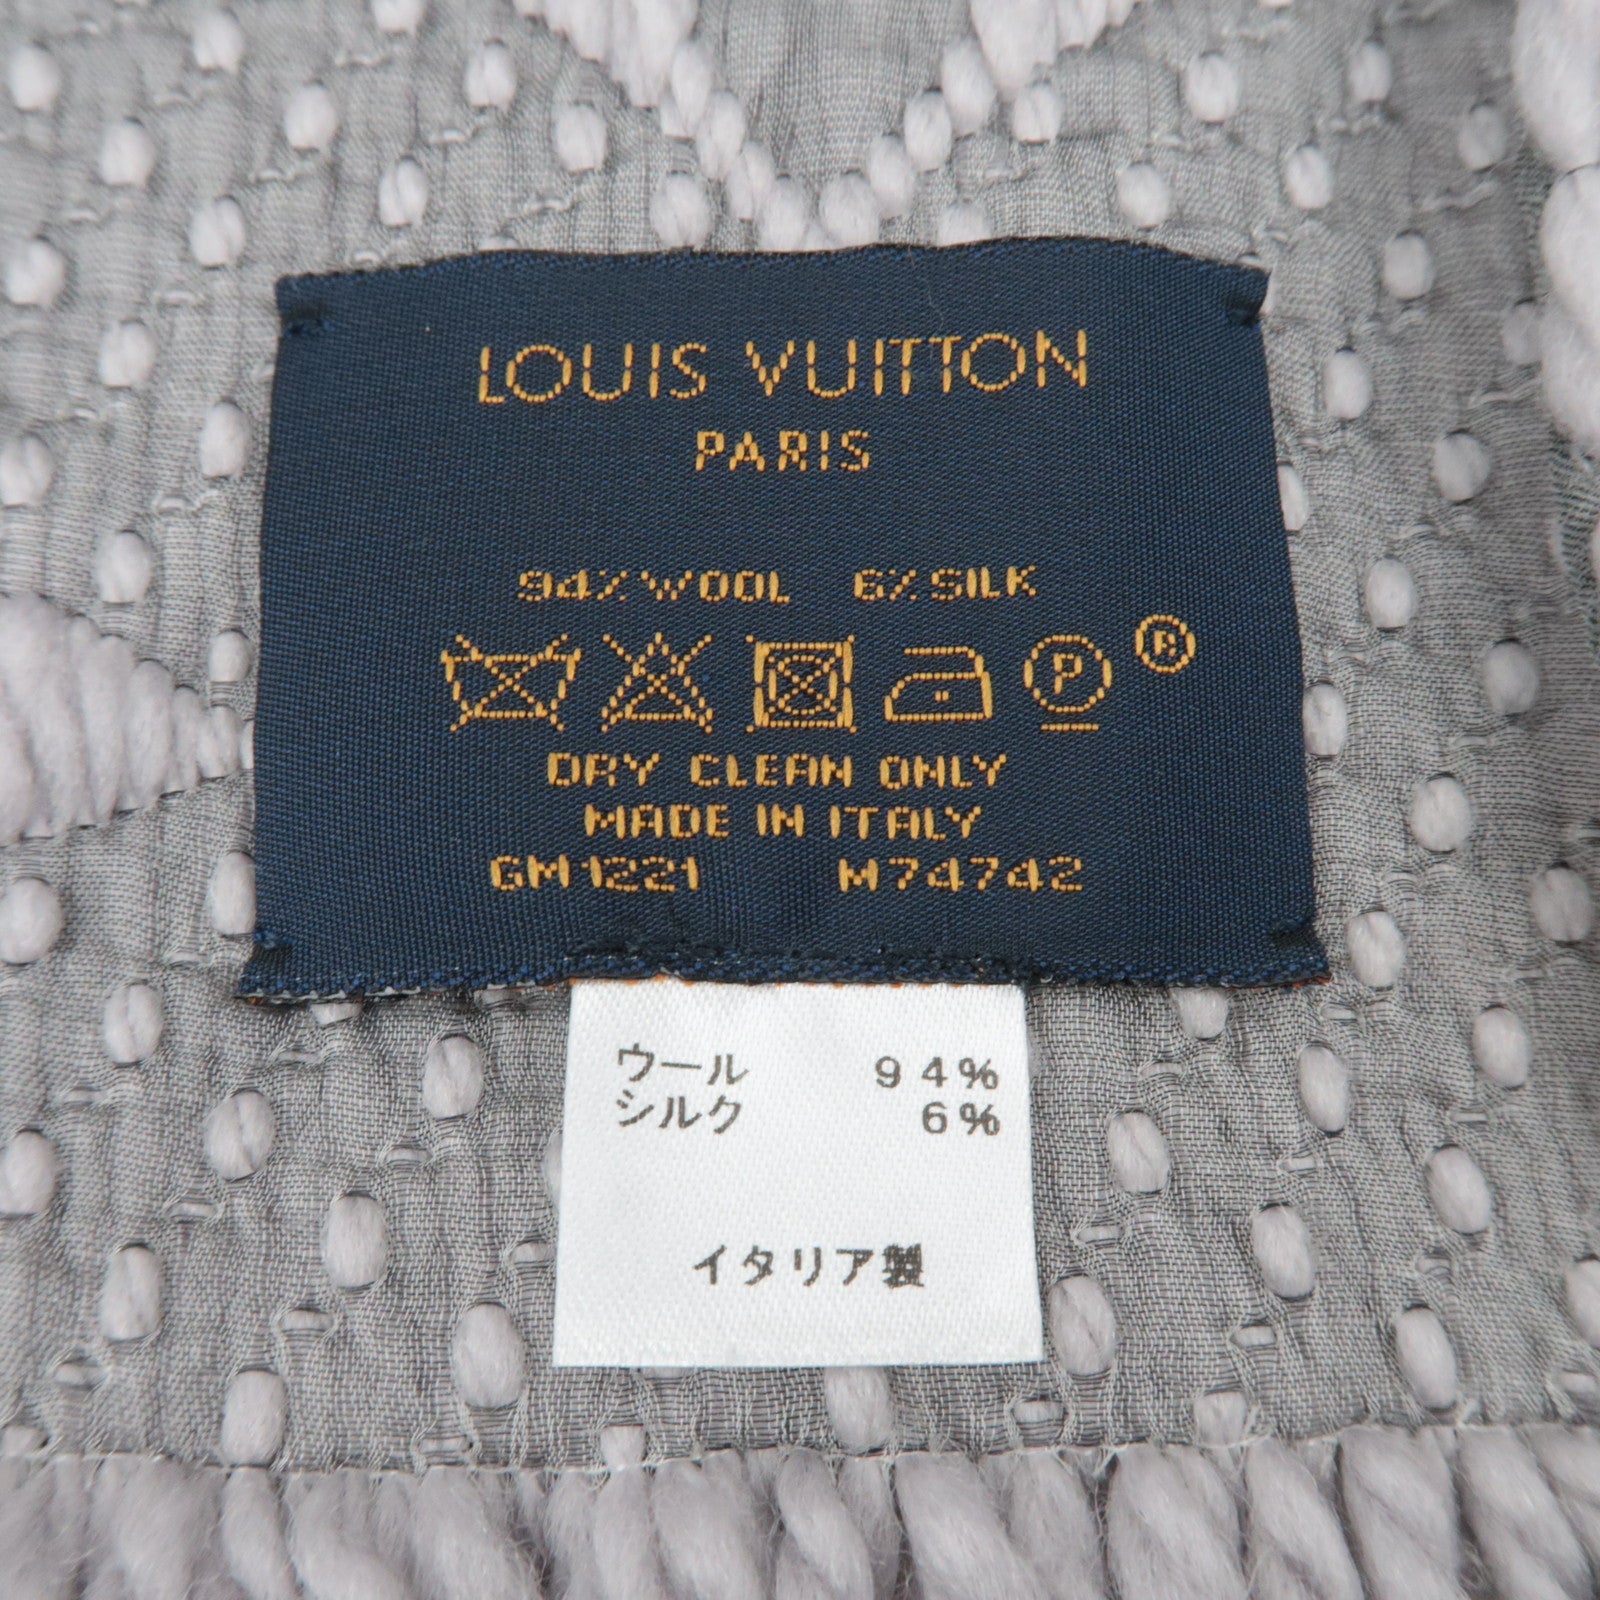 LOUIS VUITTON
PARIS
94% WOOL 6% SILK
P ®
DRY CLEAN ONLY
MADE IN ITALY
GM1221 M74742
ウール 94%
シルク 6%
イタリア製